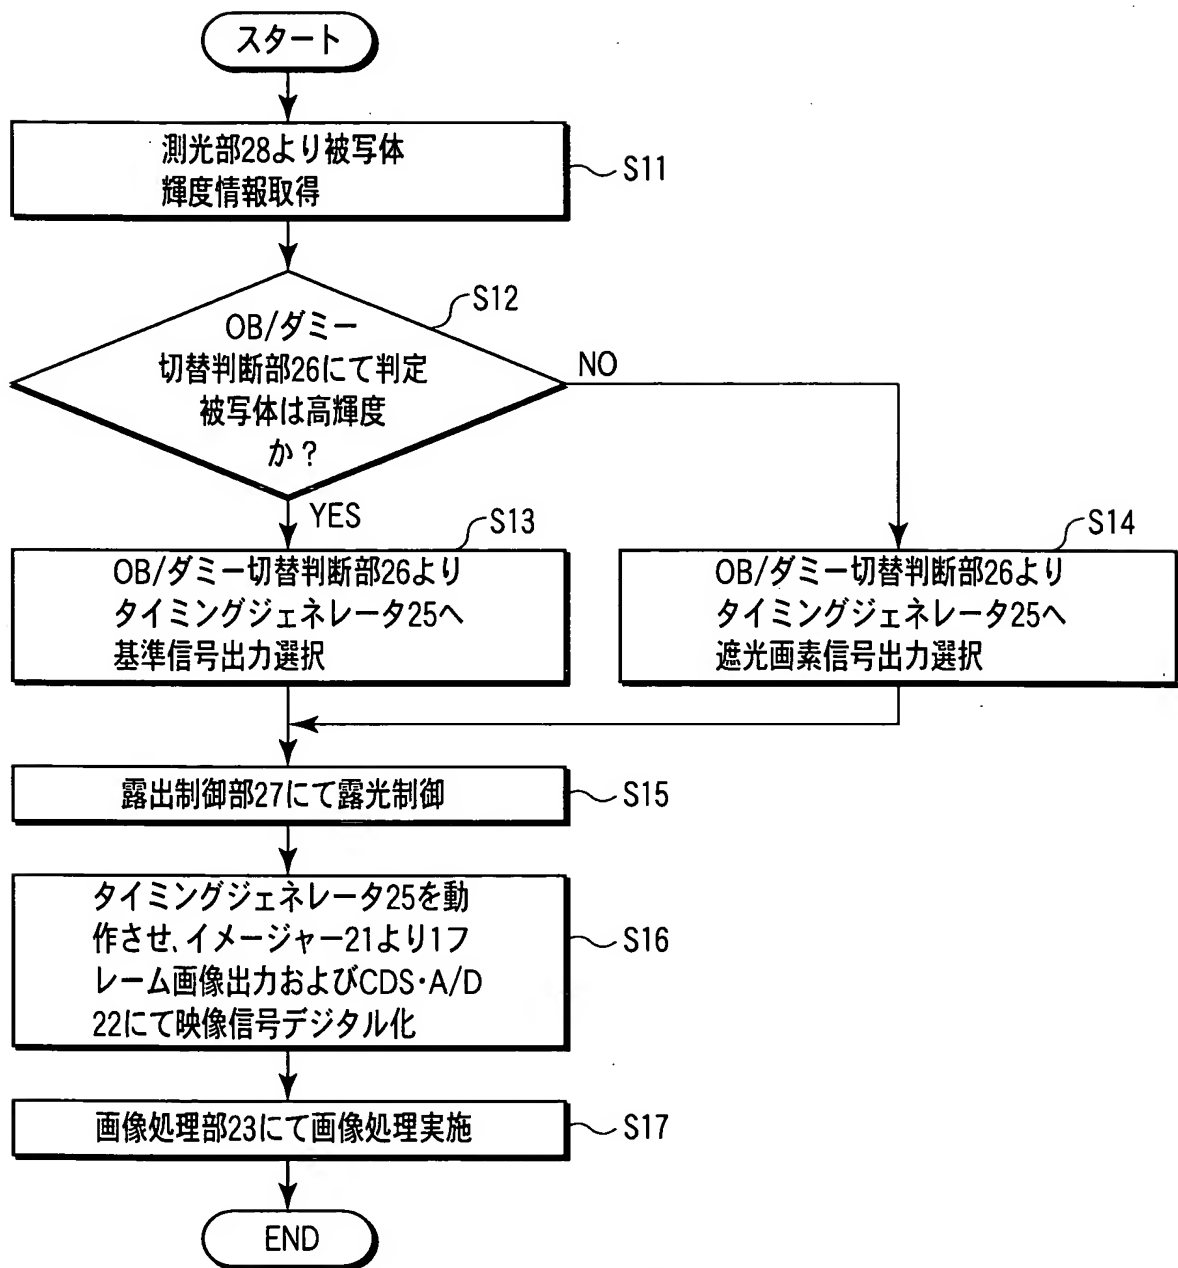 スタート
測光部28より被写体
輝度情報取得
S11
S12
OB/ダミー
切替判断部26にて判定
被写体は高輝度
か？
NO
YES
S13
OB/ダミー切替判断部26より
タイミングジェネレータ25へ
基準信号出力選択
S14
OB/ダミー切替判断部26より
タイミングジェネレータ25へ
遮光画素信号出力選択
露出制御部27にて露光制御
S15
タイミングジェネレータ25を動
作させ、イメージャー21より1フ
レーム画像出力およびCDS・A/D
22にて映像信号デジタル化
S16
画像処理部23にて画像処理実施
S17
END